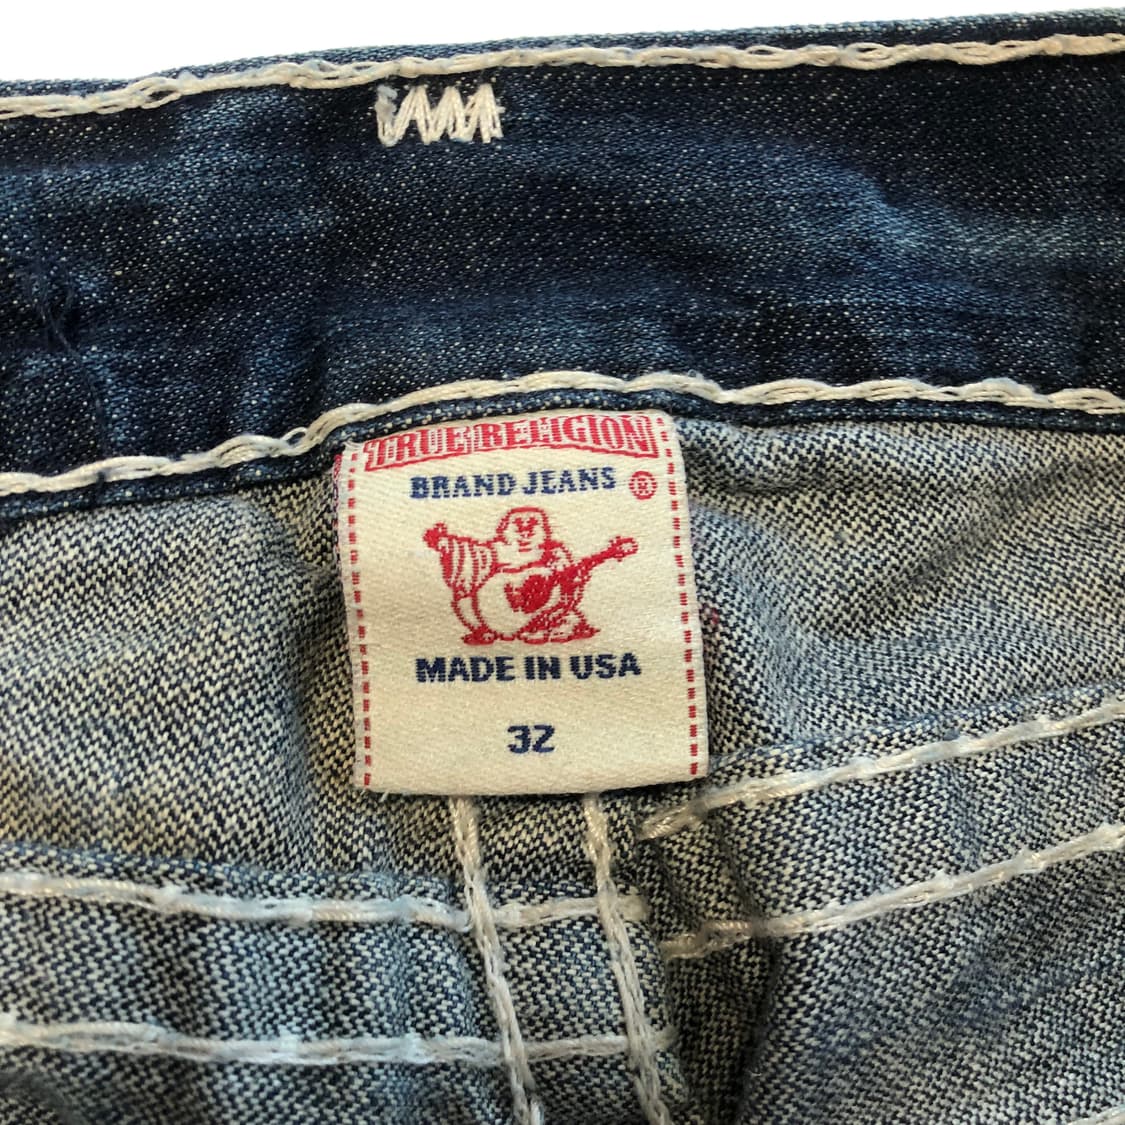 TRUE RELIGION
BRAND JEANS ®
MADE IN USA
32